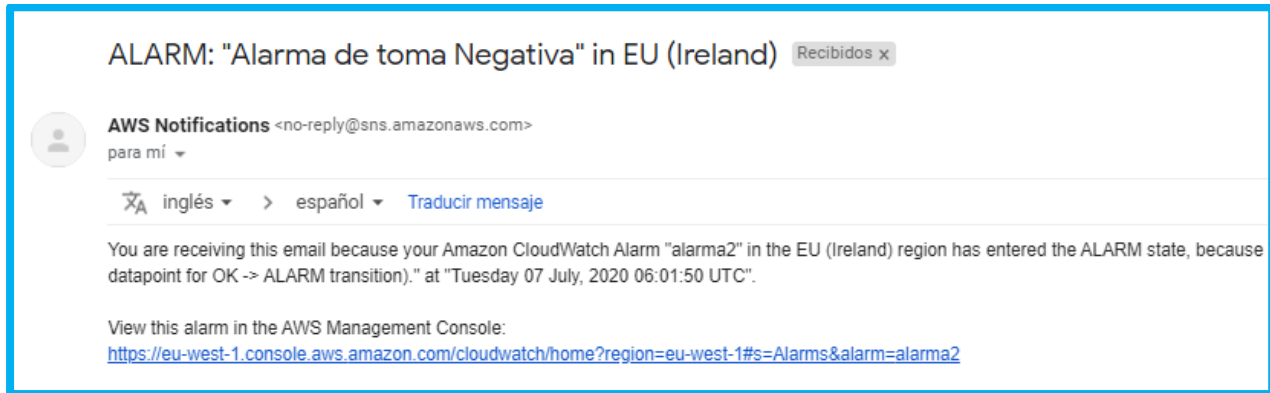 ALARM: "Alarma de toma Negativa" in EU (Ireland) Recibidos x
AWS Notifications <no-reply@sns.amazonaws.com>
para mí
inglés > español Traducir mensaje
You are receiving this email because your Amazon CloudWatch Alarm "alarma2" in the EU (Ireland) region has entered the ALARM state, because
datapoint for OK -> ALARM transition)." at "Tuesday 07 July, 2020 06:01:50 UTC".
View this alarm in the AWS Management Console:
https://eu-west-1.console.aws.amazon.com/cloudwatch/home?region=eu-west-1#s=Alarms&alarm=alarma2